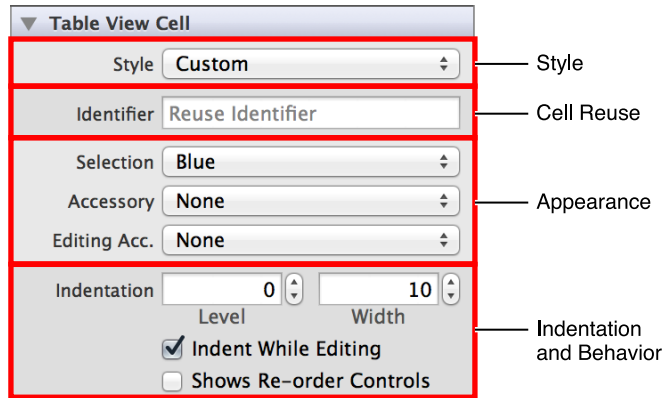 Table View Cell
Style Custom Style
Identifier Reuse Identifier Cell Reuse
Selection Blue
Accessory None Appearance
Editing Acc. None
Indentation 0 10
Level Width
Indent While Editing
Shows Re-order Controls
Indentation
and Behavior